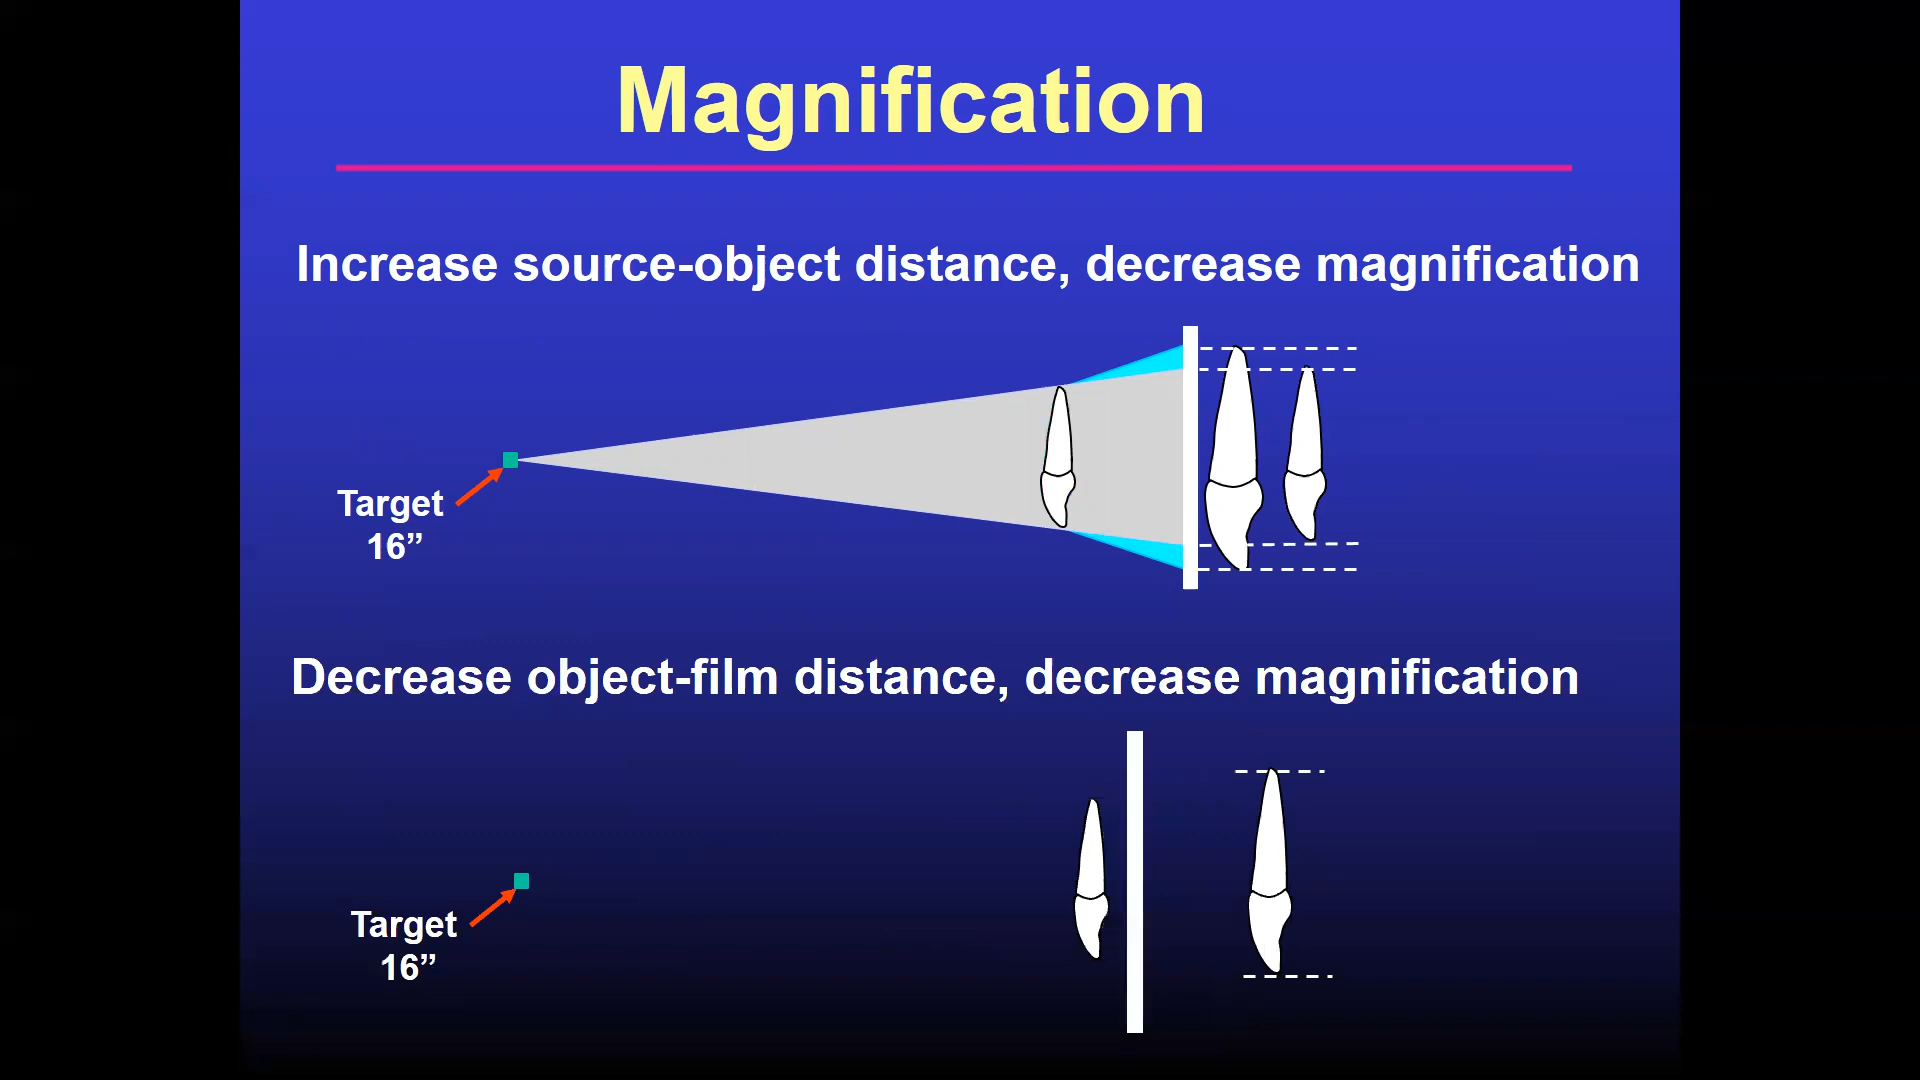 Magnification
Increase source-object distance, decrease magnification
Target
16”
Decrease object-film distance, decrease magnification
Target
16”